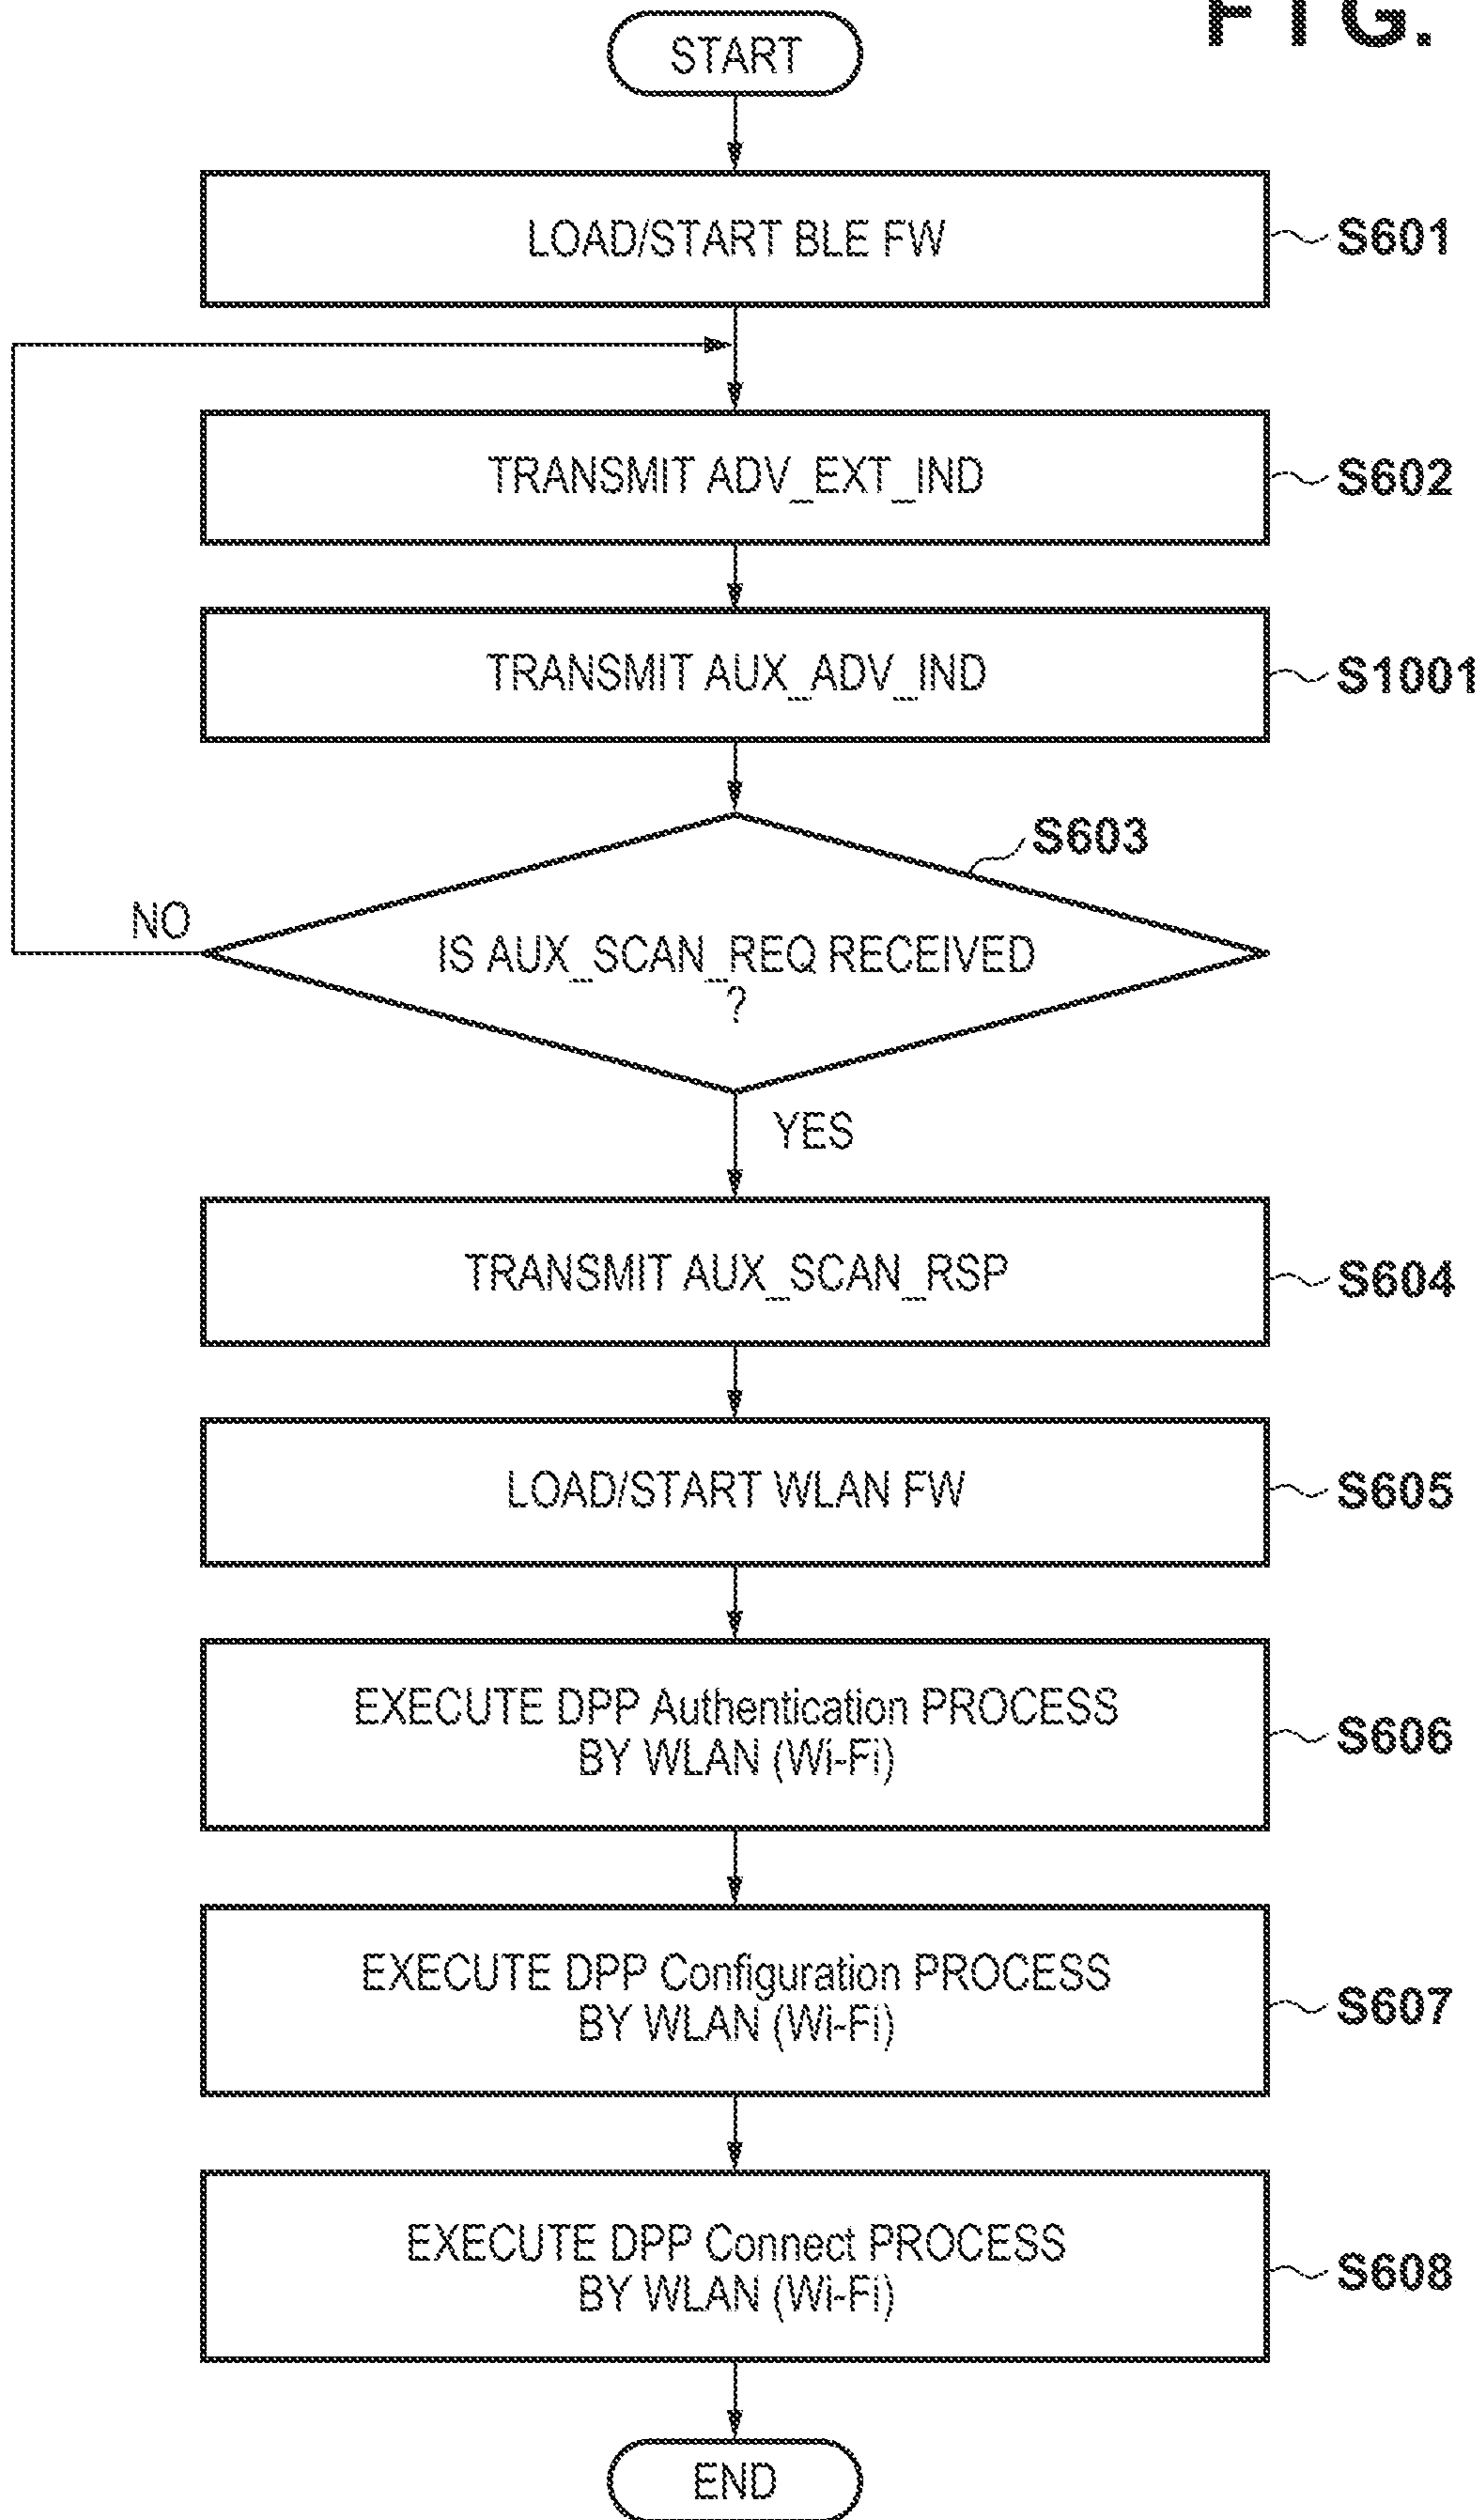 FIG.
START
LOAD/START BLE FW
S601
TRANSMIT ADV_EXT_IND
S602
TRANSMIT AUX_ADV_IND
S1001
S603
NO
IS AUX_SCAN_REQ RECEIVED
?
YES
TRANSMIT AUX_SCAN_RSP
S604
LOAD/START WLAN FW
S605
EXECUTE DPP Authentication PROCESS
BY WLAN (Wi-Fi)
S606
EXECUTE DPP Configuration PROCESS
BY WLAN (Wi-Fi)
S607
EXECUTE DPP Connect PROCESS
BY WLAN (Wi-Fi)
S608
END